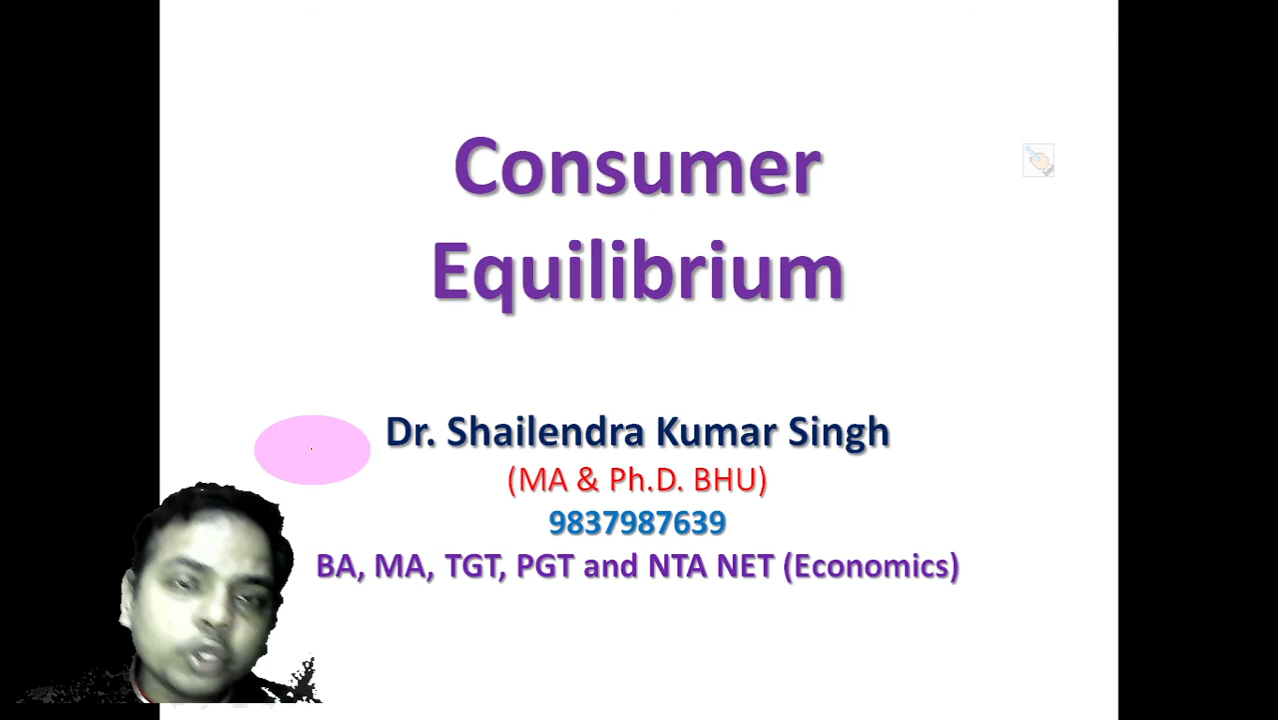 Consumer
Equilibrium
Dr. Shailendra Kumar Singh
(MA & Ph.D. BHU)
9837987639
BA, MA, TGT, PGT and NTA NET (Economics)